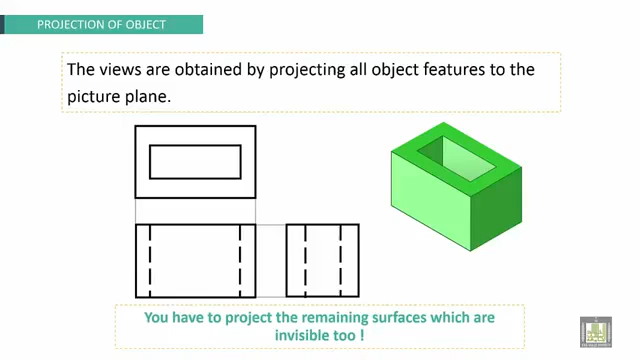 PROJECTION OF OBJECT
The views are obtained by projecting all object features to the
picture plane.
You have to project the remaining surfaces which are
invisible too !